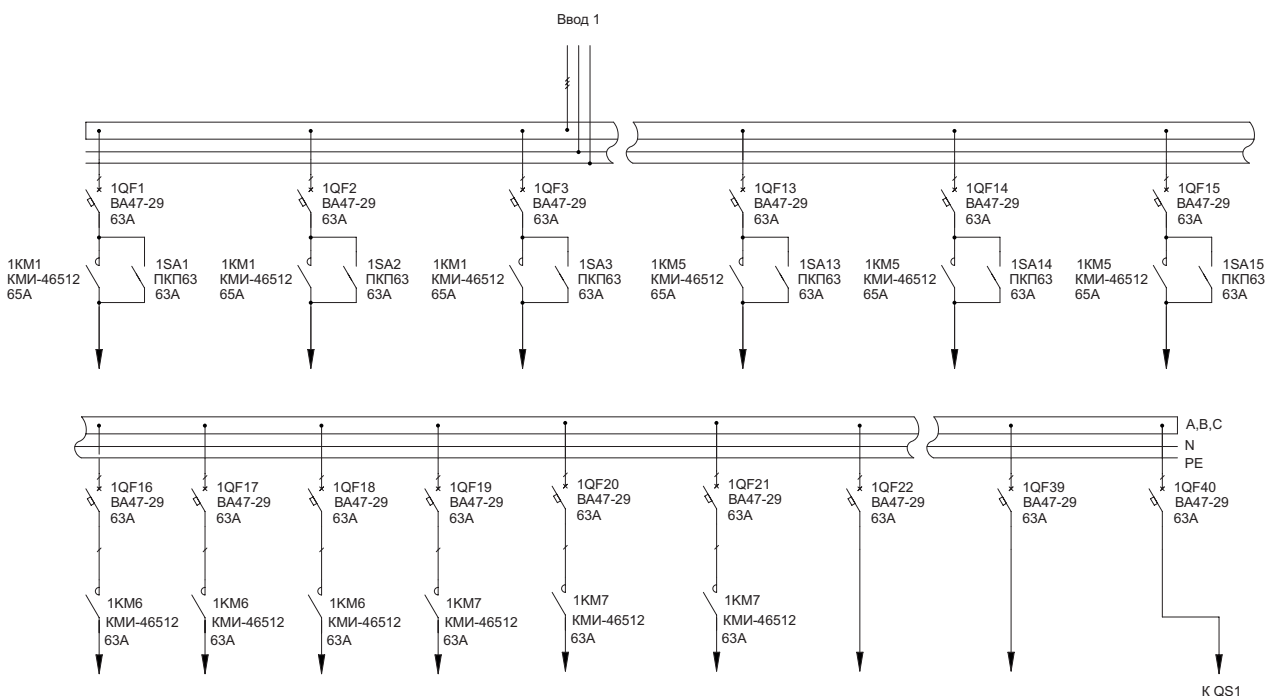 Ввод 1
1QF1
ВА47-29
63А
1QF2
ВА47-29
63А
1QF3
ВА47-29
63А
1QF13
ВА47-29
63А
1QF14
ВА47-29
63А
1QF15
ВА47-29
63А
1КМ1
КМИ-46512
65А
1SA1
ПКП63
63А
1КМ1
КМИ-46512
65А
1SA2
ПКП63
63А
1КМ1
КМИ-46512
65А
1SA3
ПКП63
63А
1КМ5
КМИ-46512
65А
1SA13
ПКП63
63А
1КМ5
КМИ-46512
65А
1SA14
ПКП63
63А
1КМ5
КМИ-46512
65А
1SA15
ПКП63
63А
А,В,С
N
PE
1QF16
ВА47-29
63А
1QF17
ВА47-29
63А
1QF18
ВА47-29
63А
1QF19
ВА47-29
63А
1QF20
ВА47-29
63А
1QF21
ВА47-29
63А
1QF22
ВА47-29
63А
1QF39
ВА47-29
63А
1QF40
ВА47-29
63А
1КМ6
КМИ-46512
63А
1КМ6
КМИ-46512
63А
1КМ6
КМИ-46512
63А
1КМ7
КМИ-46512
63А
1КМ7
КМИ-46512
63А
1КМ7
КМИ-46512
63А
К QS1